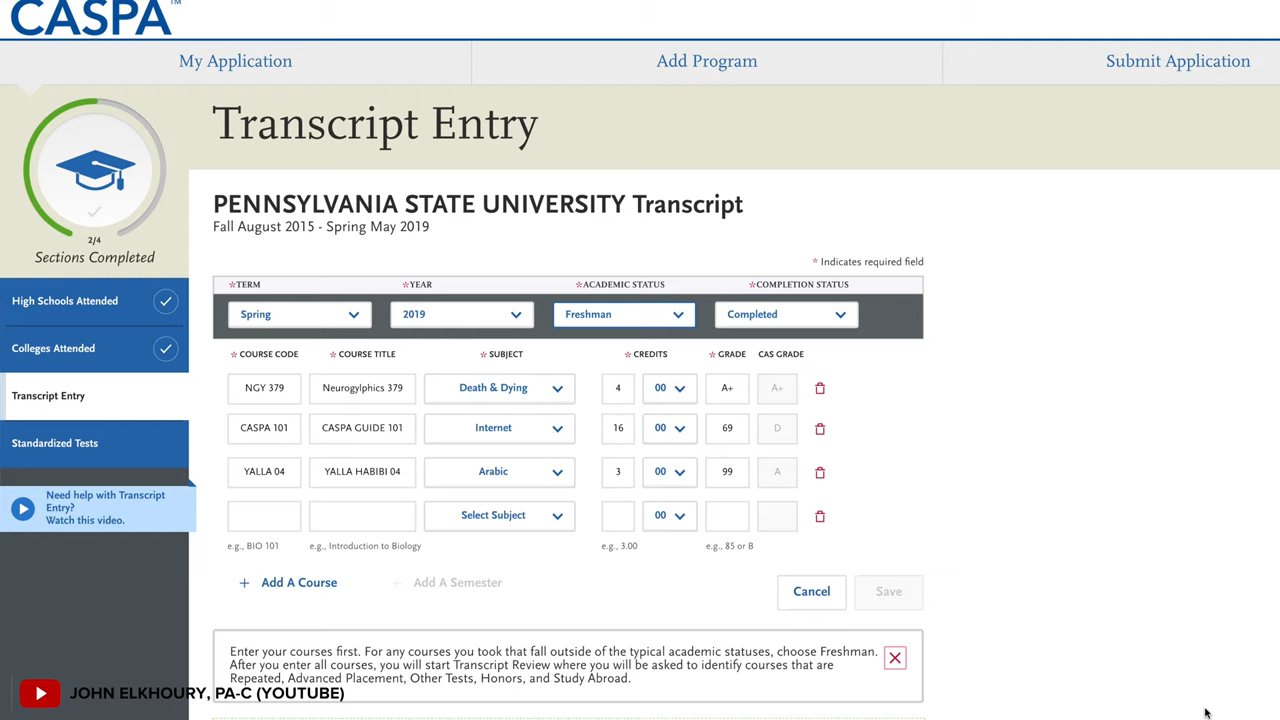 CASPA™
My Application Add Program Submit Application
Transcript Entry
2/4
Sections Completed
High Schools Attended
Colleges Attended
Transcript Entry
Standardized Tests
Need help with Transcript
Entry?
Watch this video.
PENNSYLVANIA STATE UNIVERSITY Transcript
Fall August 2015 - Spring May 2019
* Indicates required field
*TERM *YEAR *ACADEMIC STATUS *COMPLETION STATUS
Spring 2019 Freshman Completed
* COURSE CODE * COURSE TITLE * SUBJECT * CREDITS * GRADE CAS GRADE
NGY 379 Neurogylphics 379 Death & Dying 4 00 A+ A+
CASPA 101 CASPA GUIDE 101 Internet 16 00 69 D
YALLA 04 YALLA HABIBI 04 Arabic 3 00 99 A
Select Subject 00
e.g., BIO 101 e.g., Introduction to Biology e.g., 3.00 e.g., 85 or B
+ Add A Course + Add A Semester
Cancel Save
Enter your courses first. For any courses you took that fall outside of the typical academic statuses, choose Freshman.
After you enter all courses, you will start Transcript Review where you will be asked to identify courses that are
Repeated, Advanced Placement, Other Tests, Honors, and Study Abroad.
JOHN ELKHOURY, PA-C (YOUTUBE)